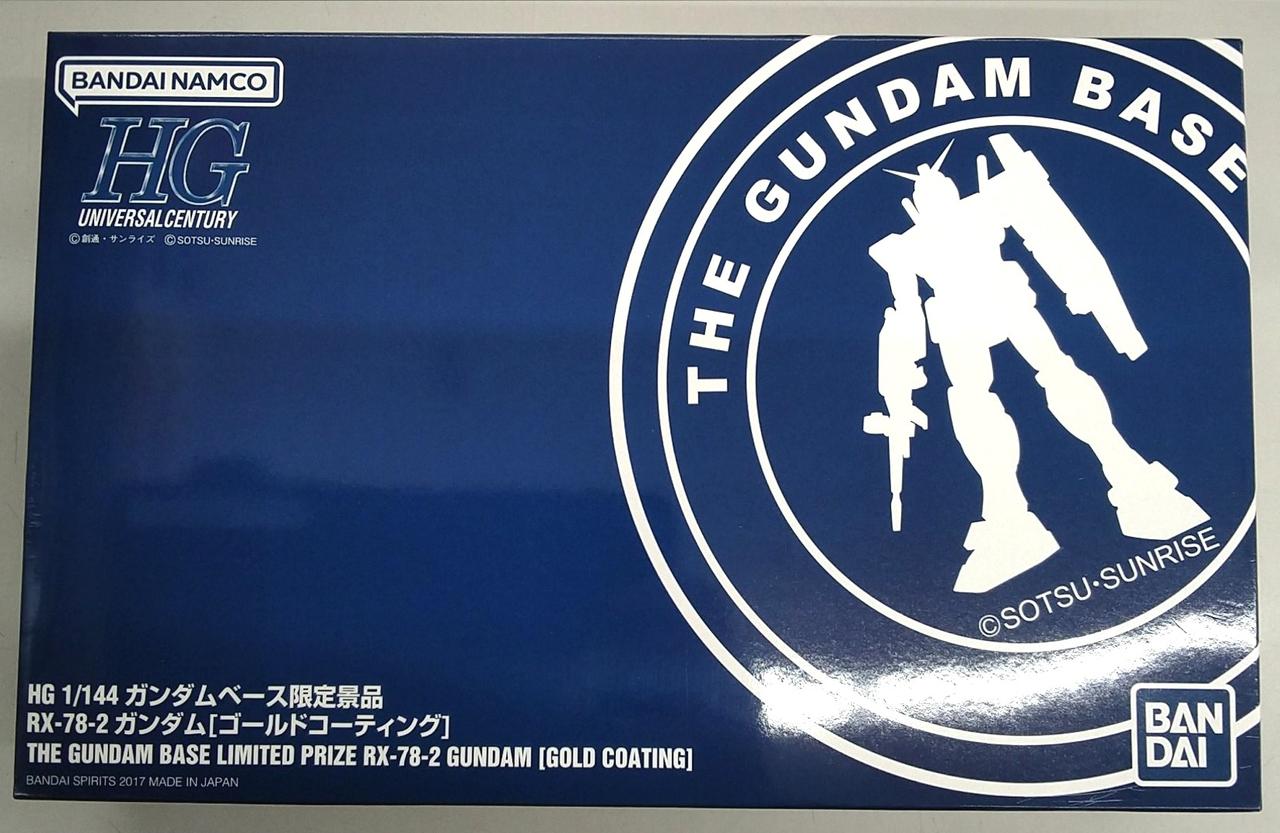 BANDAI NAMCO
HG
UNIVERSAL CENTURY
©創通・サンライズ ©SOTSU・SUNRISE
THE GUNDAM BASE
©SOTSU・SUNRISE
HG 1/144 ガンダムベース限定景品
RX-78-2 ガンダム[ゴールドコーティング]
THE GUNDAM BASE LIMITED PRIZE RX-78-2 GUNDAM [GOLD COATING]
BANDAI SPIRITS 2017 MADE IN JAPAN
BAN
DAI